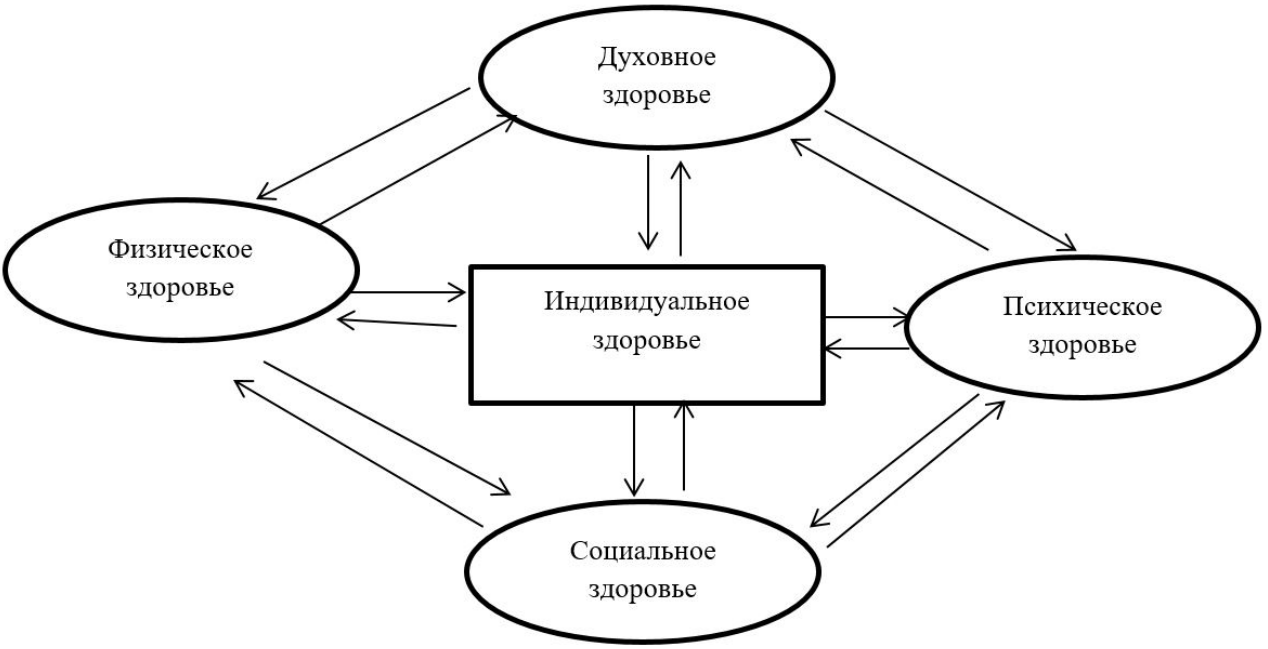 Духовное
здоровье
Физическое
здоровье
Индивидуальное
здоровье
Психическое
здоровье
Социальное
здоровье